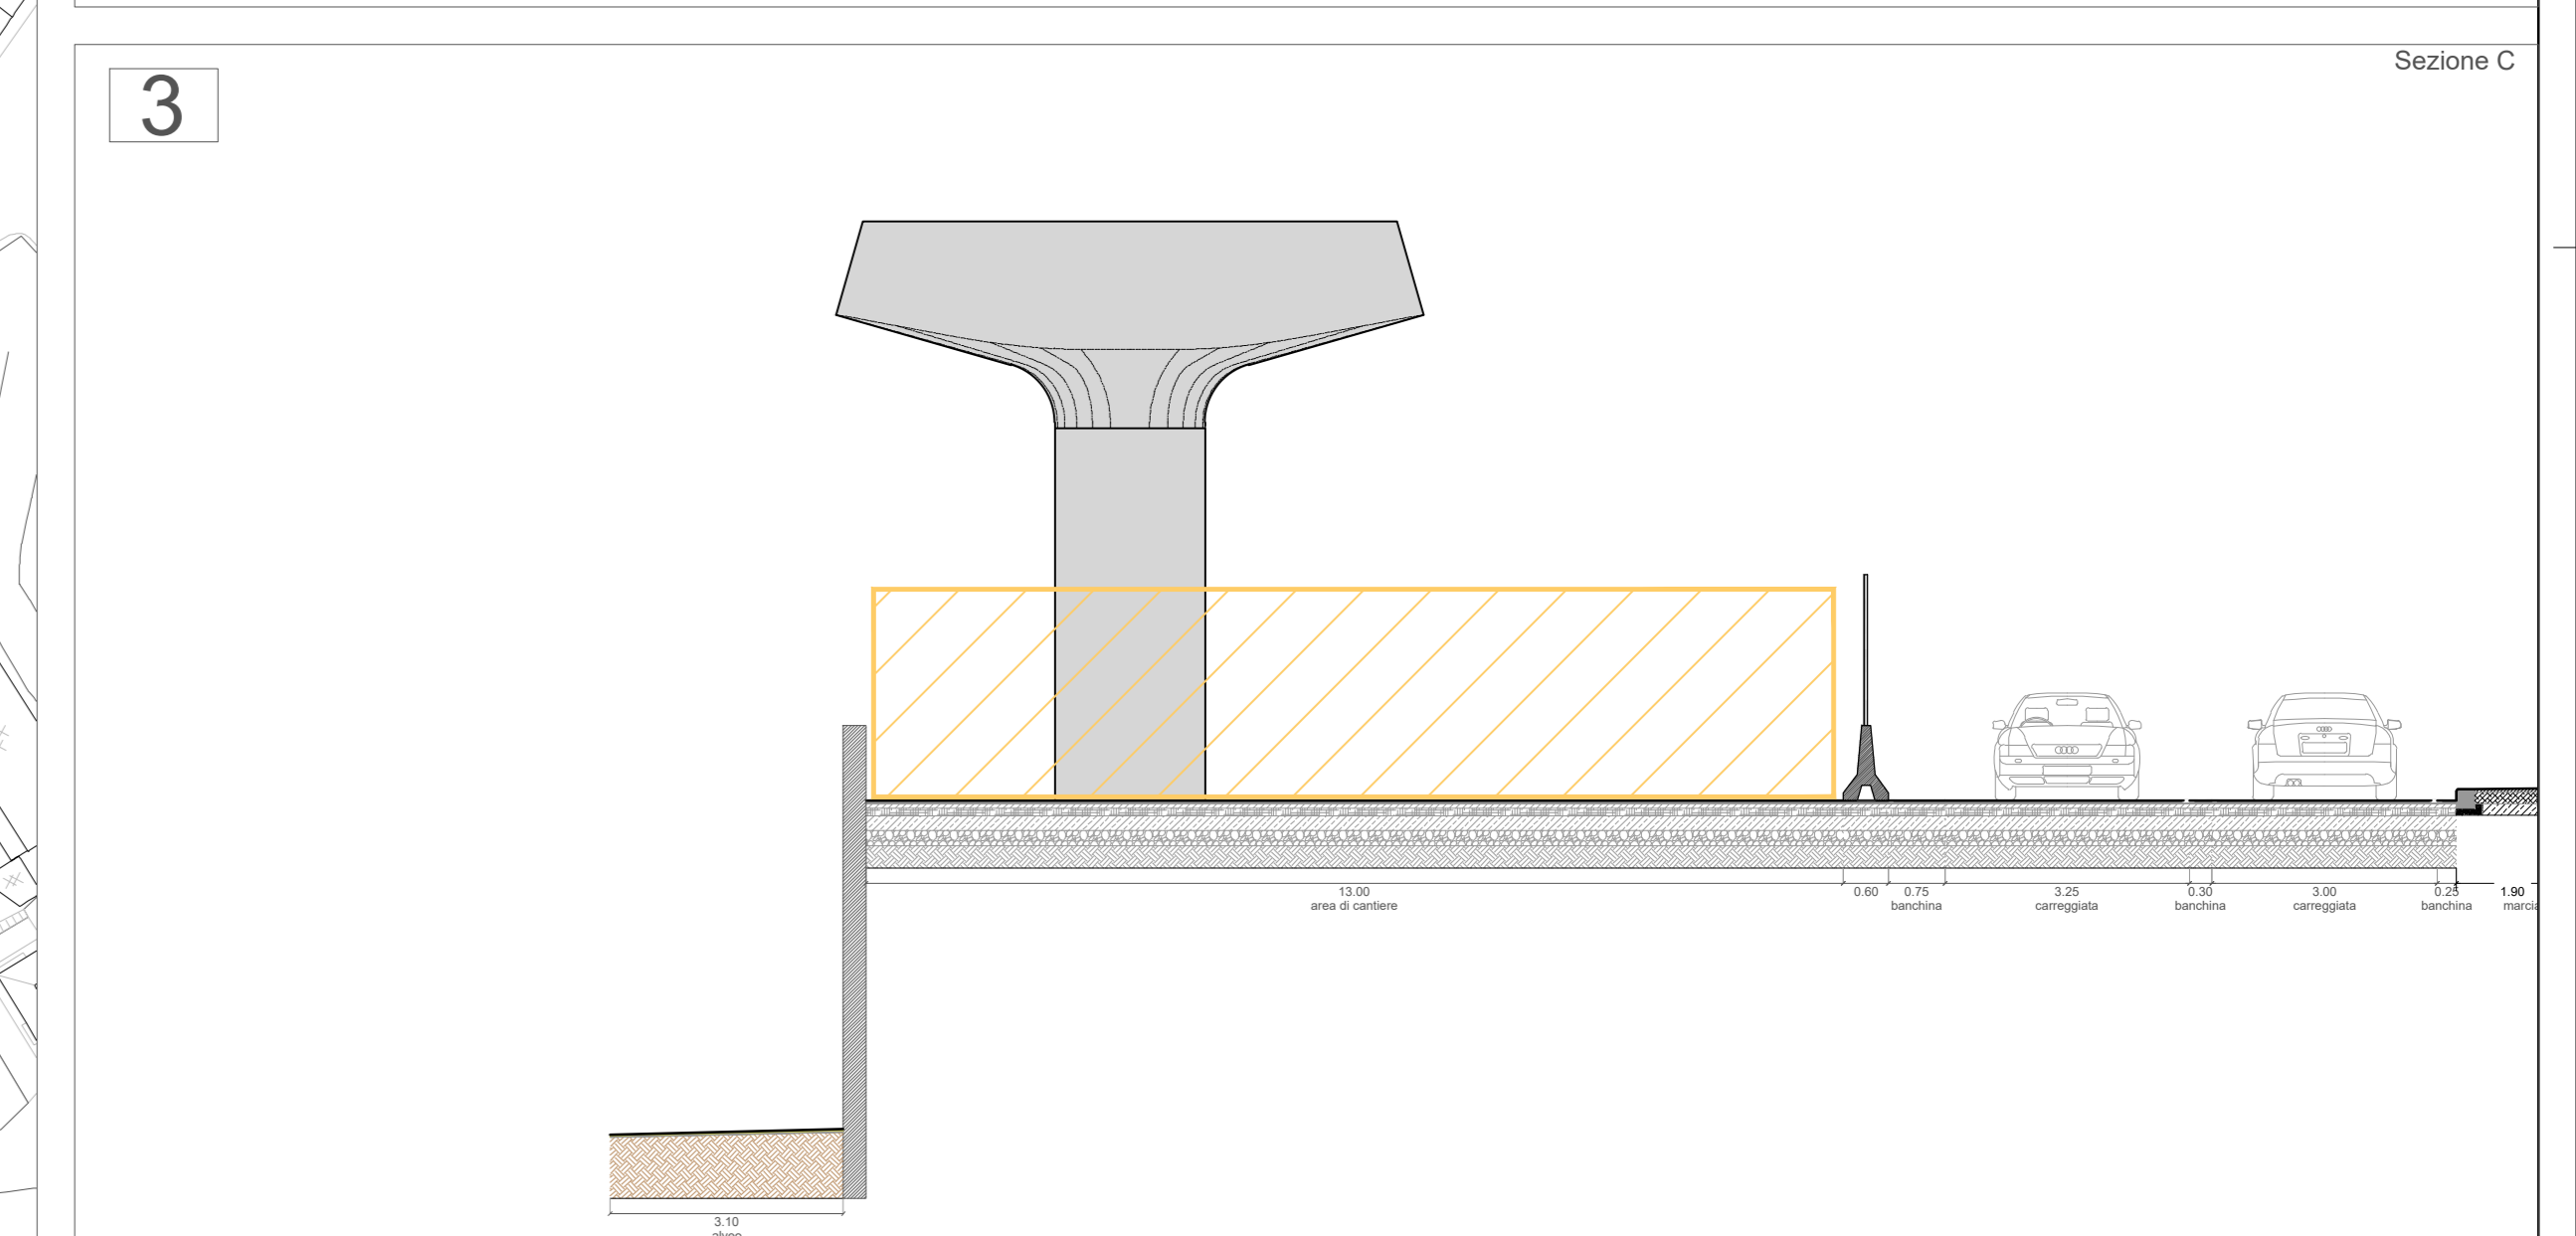 Sezione C
3
13.00 0.60 0.75 3.25 0.30 3.00 0.25 1.90
area di cantiere banchina carreggiata banchina carreggiata banchina
3.10